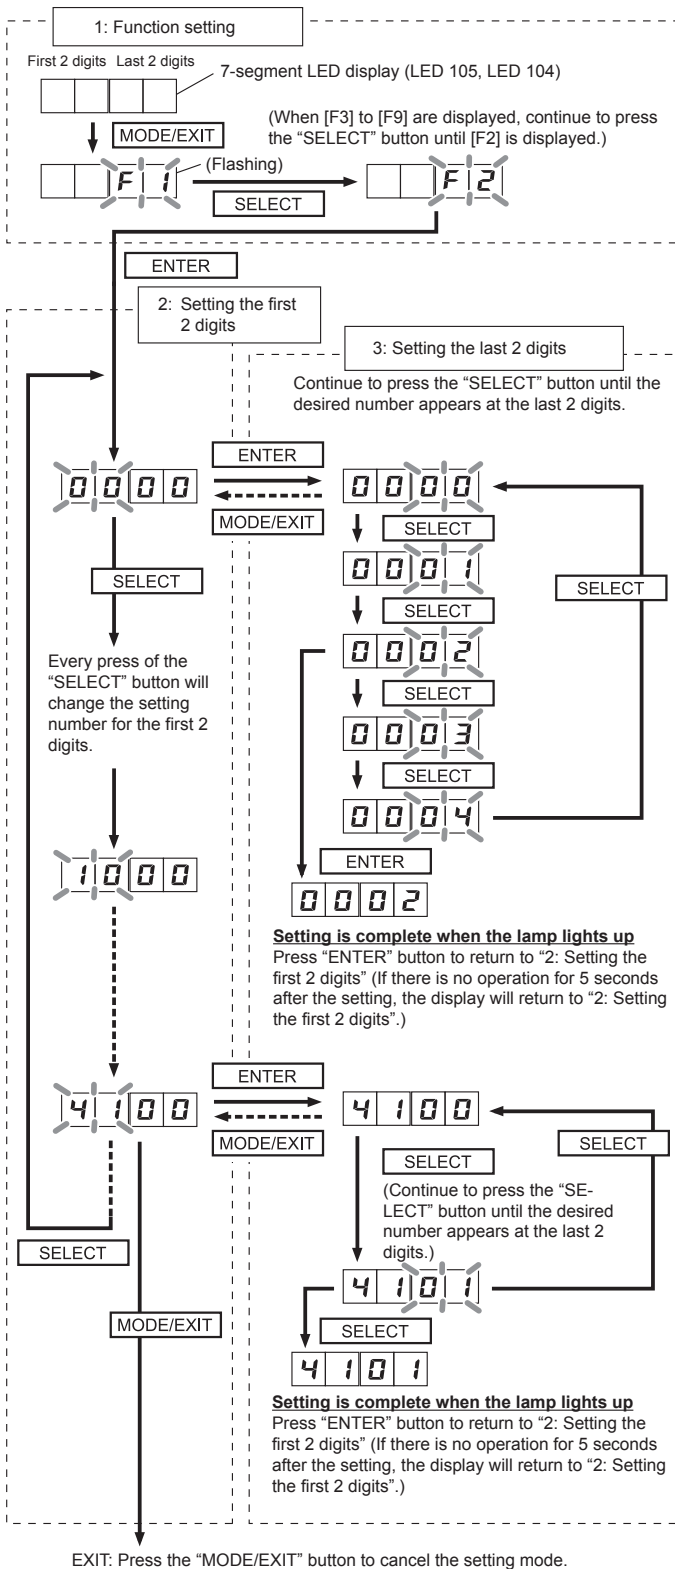 1: Function setting
First 2 digits Last 2 digits
7-segment LED display (LED 105, LED 104)
(When [F3] to [F9] are displayed, continue to press
the “SELECT” button until [F2] is displayed.)
MODE/EXIT
(Flashing)
F 1
F 2
SELECT
ENTER
2: Setting the first
2 digits
3: Setting the last 2 digits
Continue to press the “SELECT” button until the
desired number appears at the last 2 digits.
ENTER
0 0 0 0
0 0 0 0
MODE/EXIT
SELECT
0 0 0 1
SELECT
SELECT
SELECT
0 0 0 2
Every press of the
“SELECT” button will
change the setting
number for the first 2
digits.
SELECT
0 0 0 3
SELECT
0 0 0 4
ENTER
1 0 0 0
0 0 0 2
Setting is complete when the lamp lights up
Press “ENTER” button to return to “2: Setting the
first 2 digits” (If there is no operation for 5 seconds
after the setting, the display will return to “2: Setting
the first 2 digits”.)
ENTER
4 1 0 0
4 1 0 0
MODE/EXIT
SELECT
SELECT
(Continue to press the “SE-
LECT” button until the desired
number appears at the last 2
digits.)
SELECT
4 1 0 1
MODE/EXIT
SELECT
4 1 0 1
Setting is complete when the lamp lights up
Press “ENTER” button to return to “2: Setting the
first 2 digits” (If there is no operation for 5 seconds
after the setting, the display will return to “2: Setting
the first 2 digits”.)
EXIT: Press the “MODE/EXIT” button to cancel the setting mode.